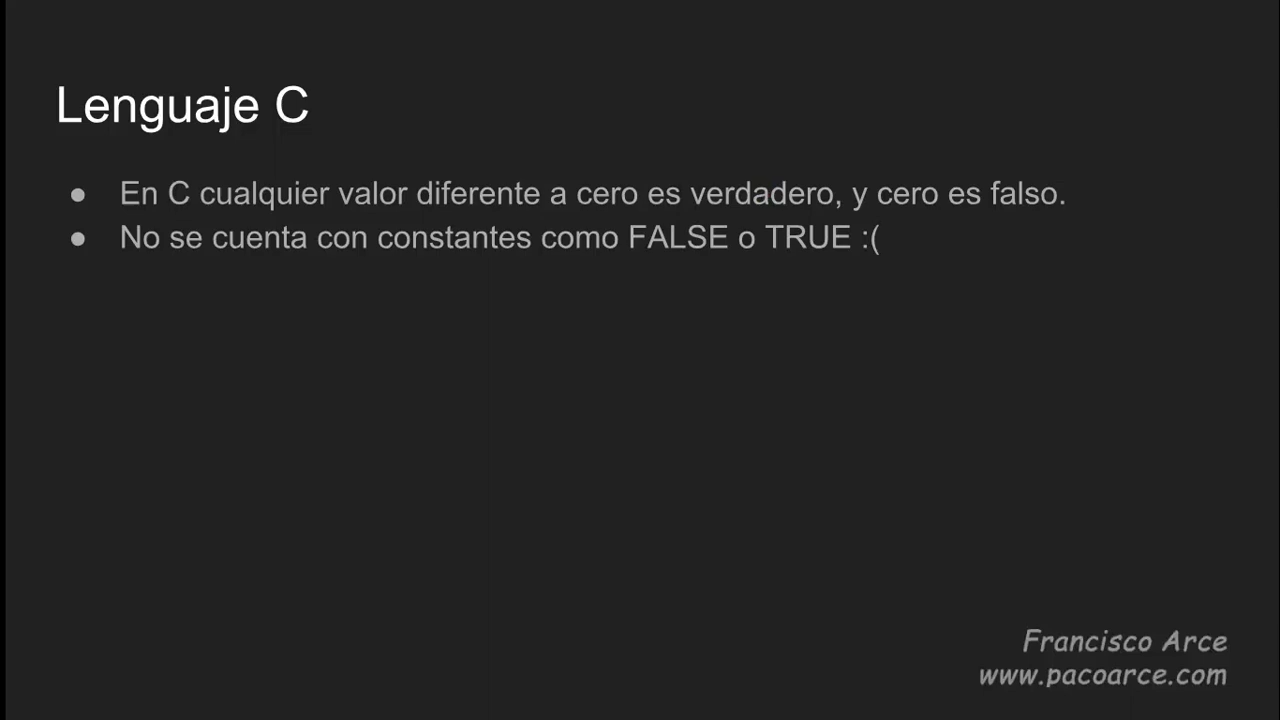 Lenguaje C
● En C cualquier valor diferente a cero es verdadero, y cero es falso.
● No se cuenta con constantes como FALSE o TRUE :(
Francisco Arce
www.pacoarce.com